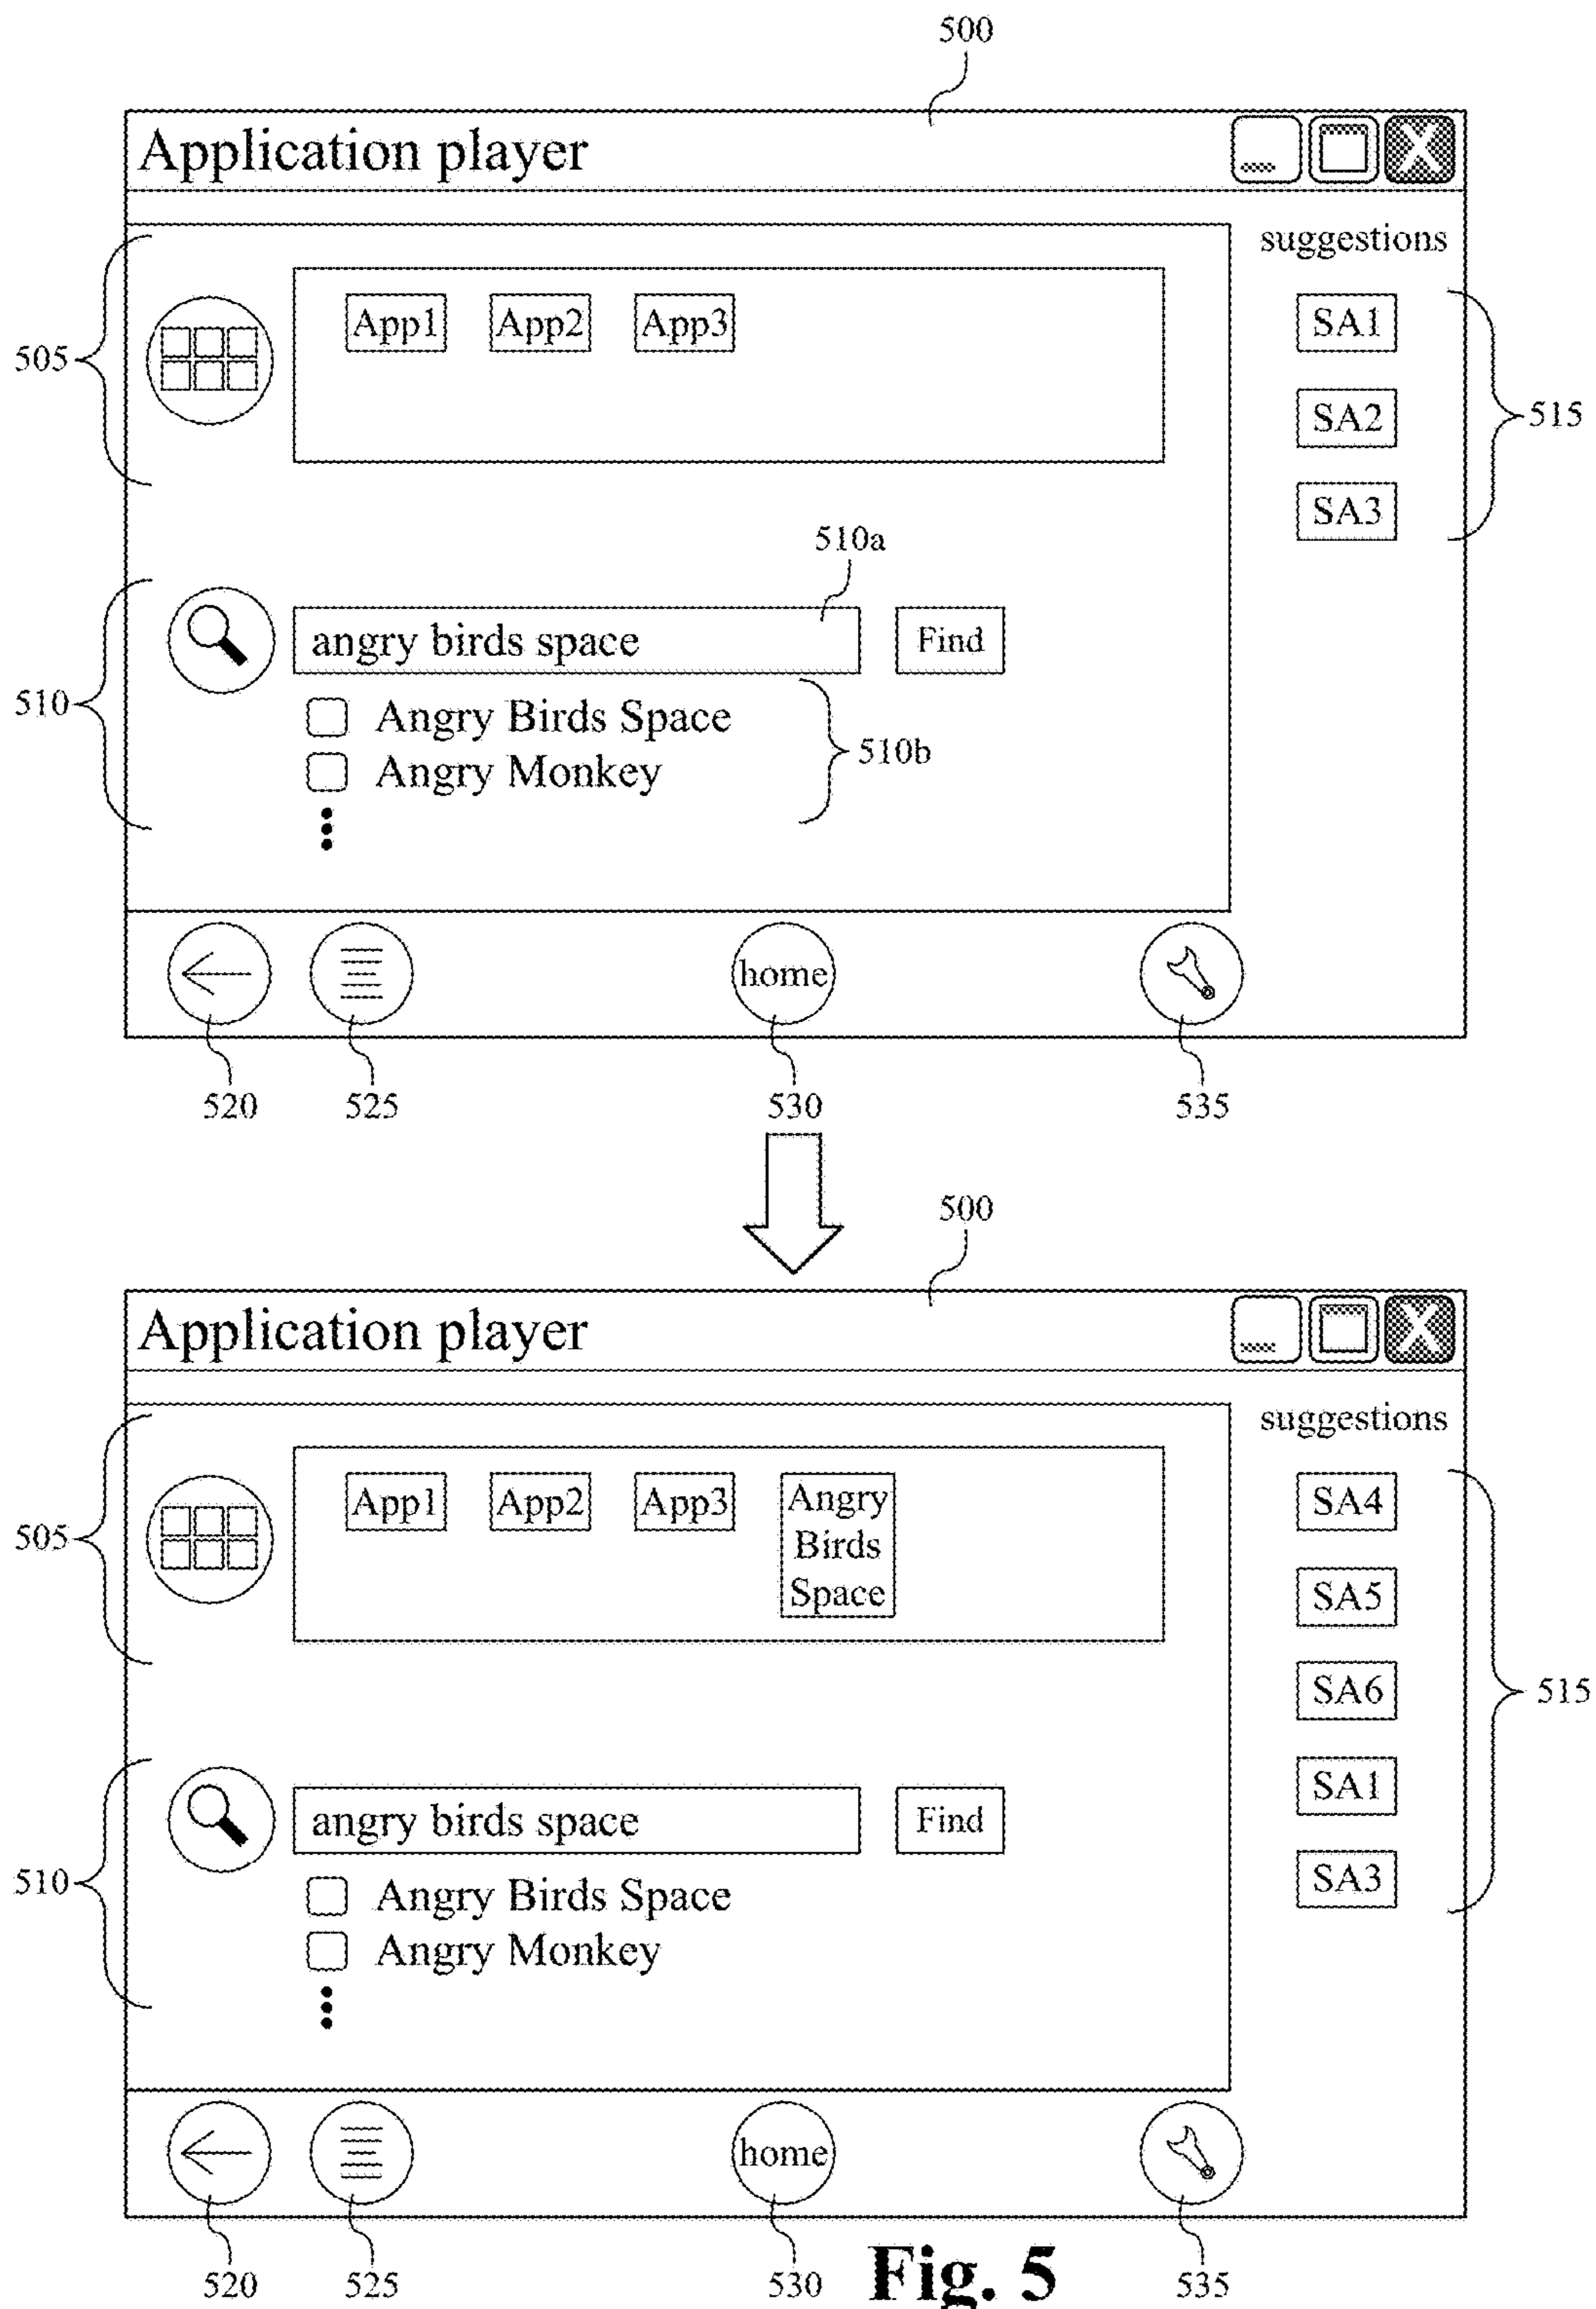 500
Application player
X
suggestions
App1 App2 App3
SA1
505
SA2
515
SA3
510a
angry birds space Find
510
Angry Birds Space
510b
Angry Monkey
home
520 525 530 535
500
Application player
X
suggestions
App1 App2 App3 Angry
Birds
Space
SA4
505
SA5
SA6
515
SA1
angry birds space Find
SA3
510
Angry Birds Space
Angry Monkey
home
520 525 530 535
Fig. 5